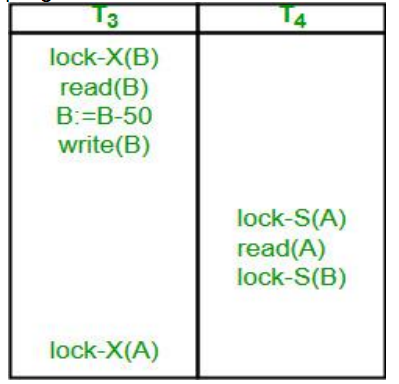 T₃ T₄
lock-X(B)
read(B)
B:=B-50
write(B)
lock-S(A)
read(A)
lock-S(B)
lock-X(A)